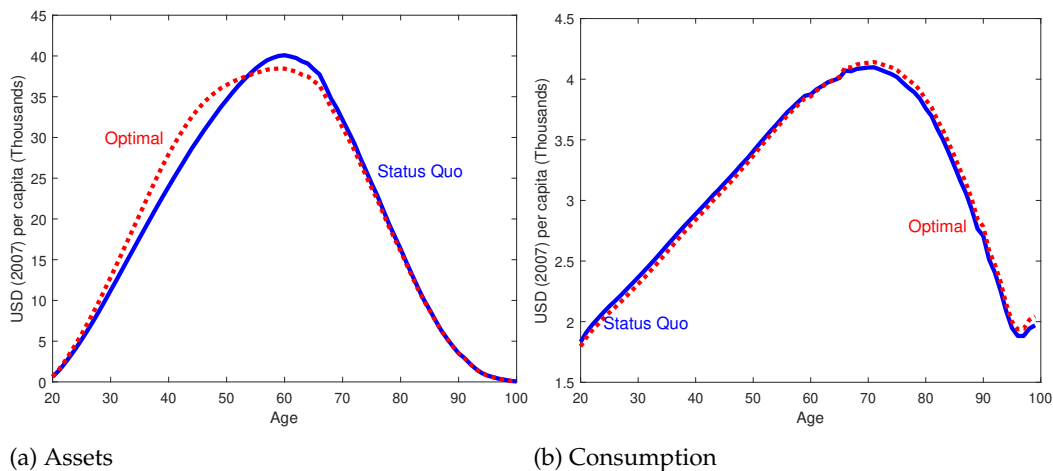 45
40
35
30
25
20
15
10
5
0
USD (2007) per capita (Thousands)
Optimal
Status Quo
20 30 40 50 60 70 80 90 100
Age
(a) Assets
4.5
4
3.5
3
2.5
2
1.5
USD (2007) per capita (Thousands)
Optimal
Status Quo
20 30 40 50 60 70 80 90 100
Age
(b) Consumption